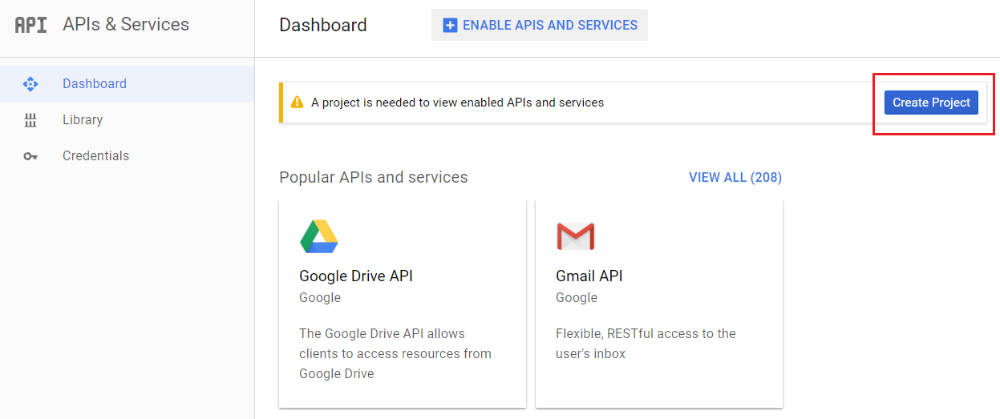 API APIs & Services
Dashboard
Library
Credentials
Dashboard
ENABLE APIS AND SERVICES
A project is needed to view enabled APIs and services
Create Project
Popular APIs and services
VIEW ALL (208)
Google Drive API
Google
The Google Drive API allows
clients to access resources from
Google Drive
Gmail API
Google
Flexible, RESTful access to the
user's inbox